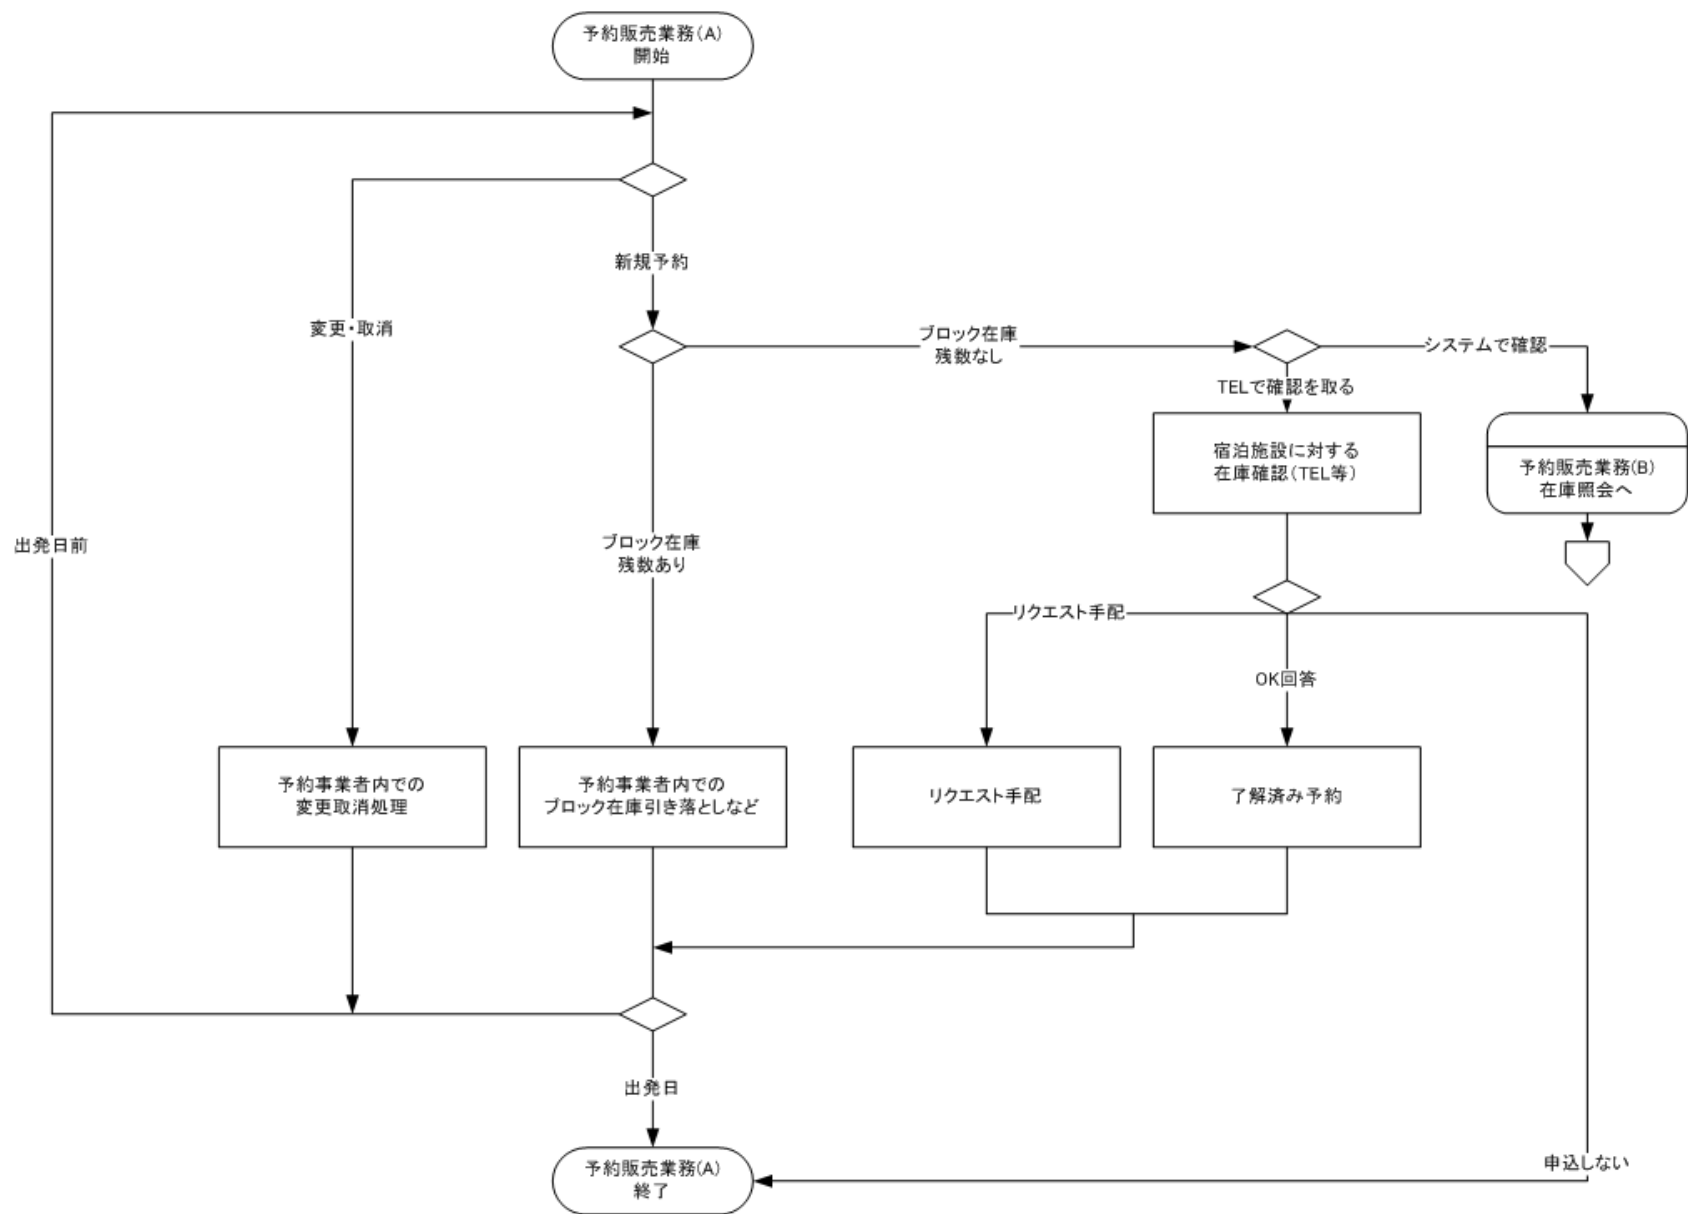 予約販売業務(A)
開始
新規予約
変更・取消
ブロック在庫
残数なし
システムで確認
TELで確認を取る
宿泊施設に対する
在庫確認(TEL等)
予約販売業務(B)
在庫照会へ
出発日前
ブロック在庫
残数あり
リクエスト手配
OK回答
予約事業者内での
変更取消処理
予約事業者内での
ブロック在庫引き落としなど
リクエスト手配
了解済み予約
出発日
申込しない
予約販売業務(A)
終了